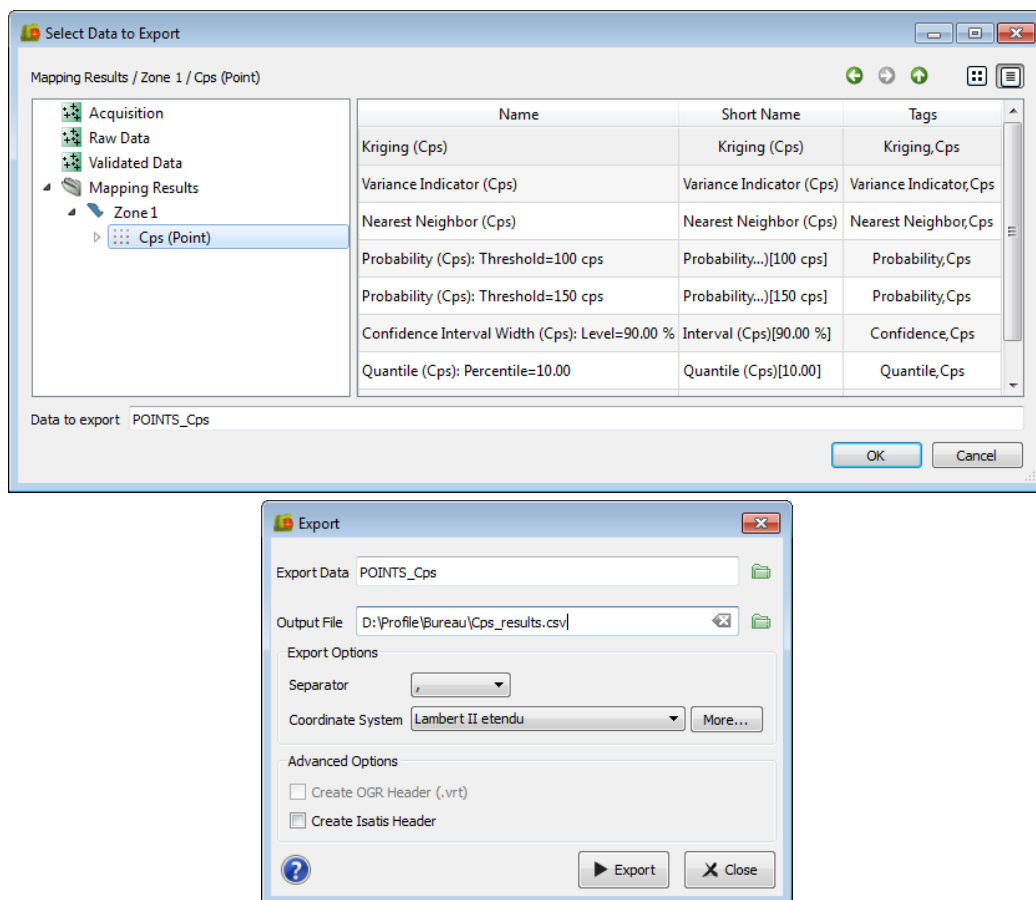 Select Data to Export
Mapping Results / Zone 1 / Cps (Point)
Acquisition
Raw Data
Validated Data
Mapping Results
Zone 1
Cps (Point)
Name Short Name Tags
Kriging (Cps) Kriging (Cps) Kriging,Cps
Variance Indicator (Cps) Variance Indicator (Cps) Variance Indicator,Cps
Nearest Neighbor (Cps) Nearest Neighbor (Cps) Nearest Neighbor,Cps
Probability (Cps): Threshold=100 cps Probability...)[100 cps] Probability,Cps
Probability (Cps): Threshold=150 cps Probability...)[150 cps] Probability,Cps
Confidence Interval Width (Cps): Level=90.00 % Interval (Cps)[90.00 %] Confidence,Cps
Quantile (Cps): Percentile=10.00 Quantile (Cps)[10.00] Quantile,Cps
Data to export POINTS_Cps
OK Cancel
Export
Export Data POINTS_Cps
Output File D:\Profile\Bureau\Cps_results.csv
Export Options
Separator ,
Coordinate System Lambert II etendu More...
Advanced Options
Create OGR Header (.vrt)
Create Isatis Header
? Export Close